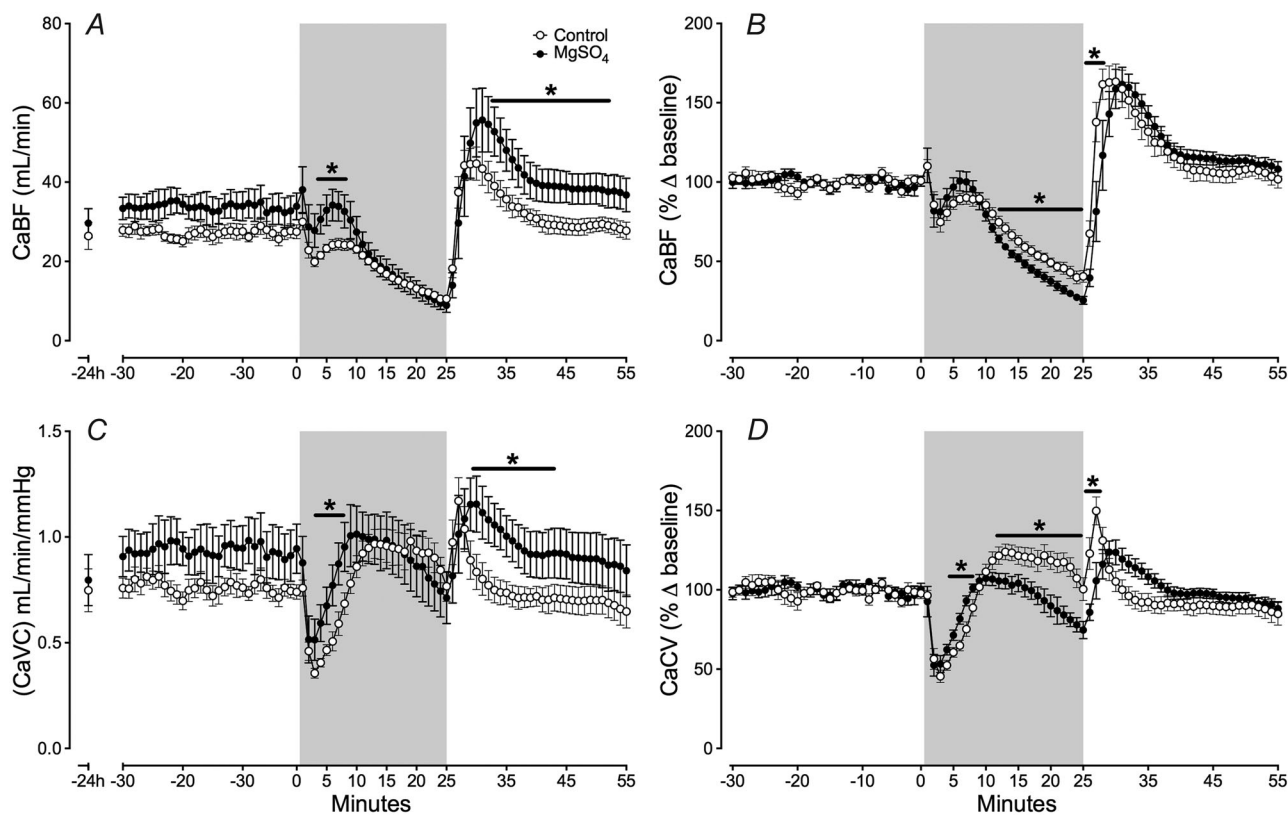 A
CaBF (mL/min)
80
60
40
20
0
Control
MgSO4
*
*
-24h -30 -20 -30 0 5 10 15 20 25 35 45 55
B
CaBF (% Δ baseline)
200
150
100
50
0
*
*
-30 -20 -10 0 5 10 15 20 25 35 45 55
C
(CaVC) mL/min/mmHg
1.5
1.0
0.5
0.0
*
*
-24h -30 -20 -30 0 5 10 15 20 25 35 45 55
Minutes
D
CaCV (% Δ baseline)
200
150
100
50
0
*
*
*
-30 -20 -10 0 5 10 15 20 25 35 45 55
Minutes